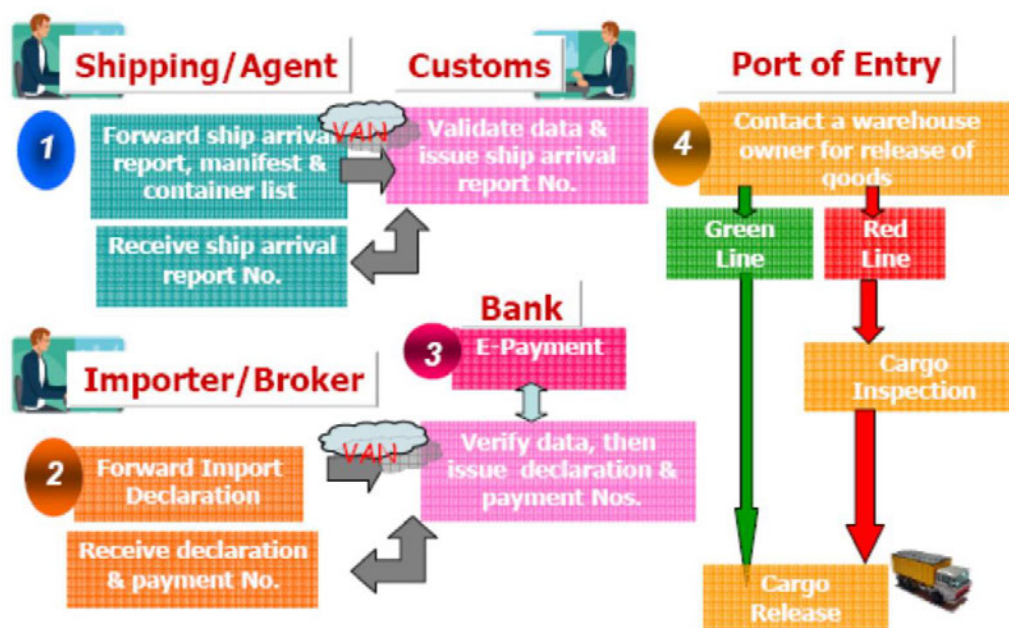 Shipping/Agent
Customs
Port of Entry
1
Forward ship arrival
report, manifest &
container list
VAN
Validate data &
issue ship arrival
report No.
Receive ship arrival
report No.
4
Contact a warehouse
owner for release of
goods
Green
Line
Red
Line
Cargo
Inspection
Cargo
Release
Bank
3
E-Payment
Importer/Broker
2
Forward Import
Declaration
VAN
Verify data, then
issue declaration &
payment Nos.
Receive declaration
& payment No.